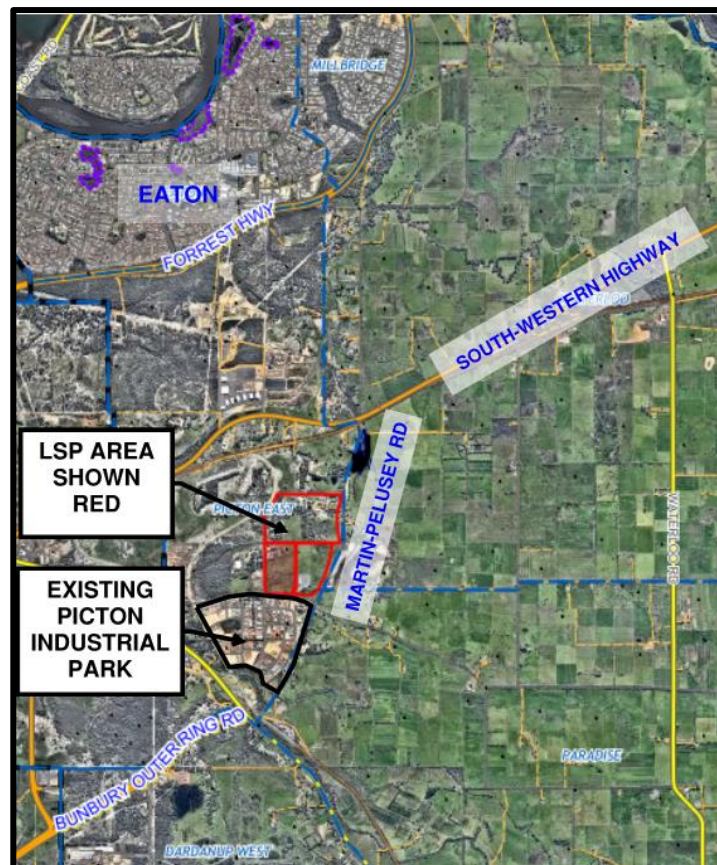 MILLBRIDGE
EATON
FORREST HWY
SOUTH-WESTERN HIGHWAY
LSP AREA
SHOWN
RED
PICTON EAST
MARTIN-PELUSEY RD
WATERLOO RD
EXISTING
PICTON
INDUSTRIAL
PARK
BUNBURY OUTER RING RD
PARADISE
DARDANUP WEST